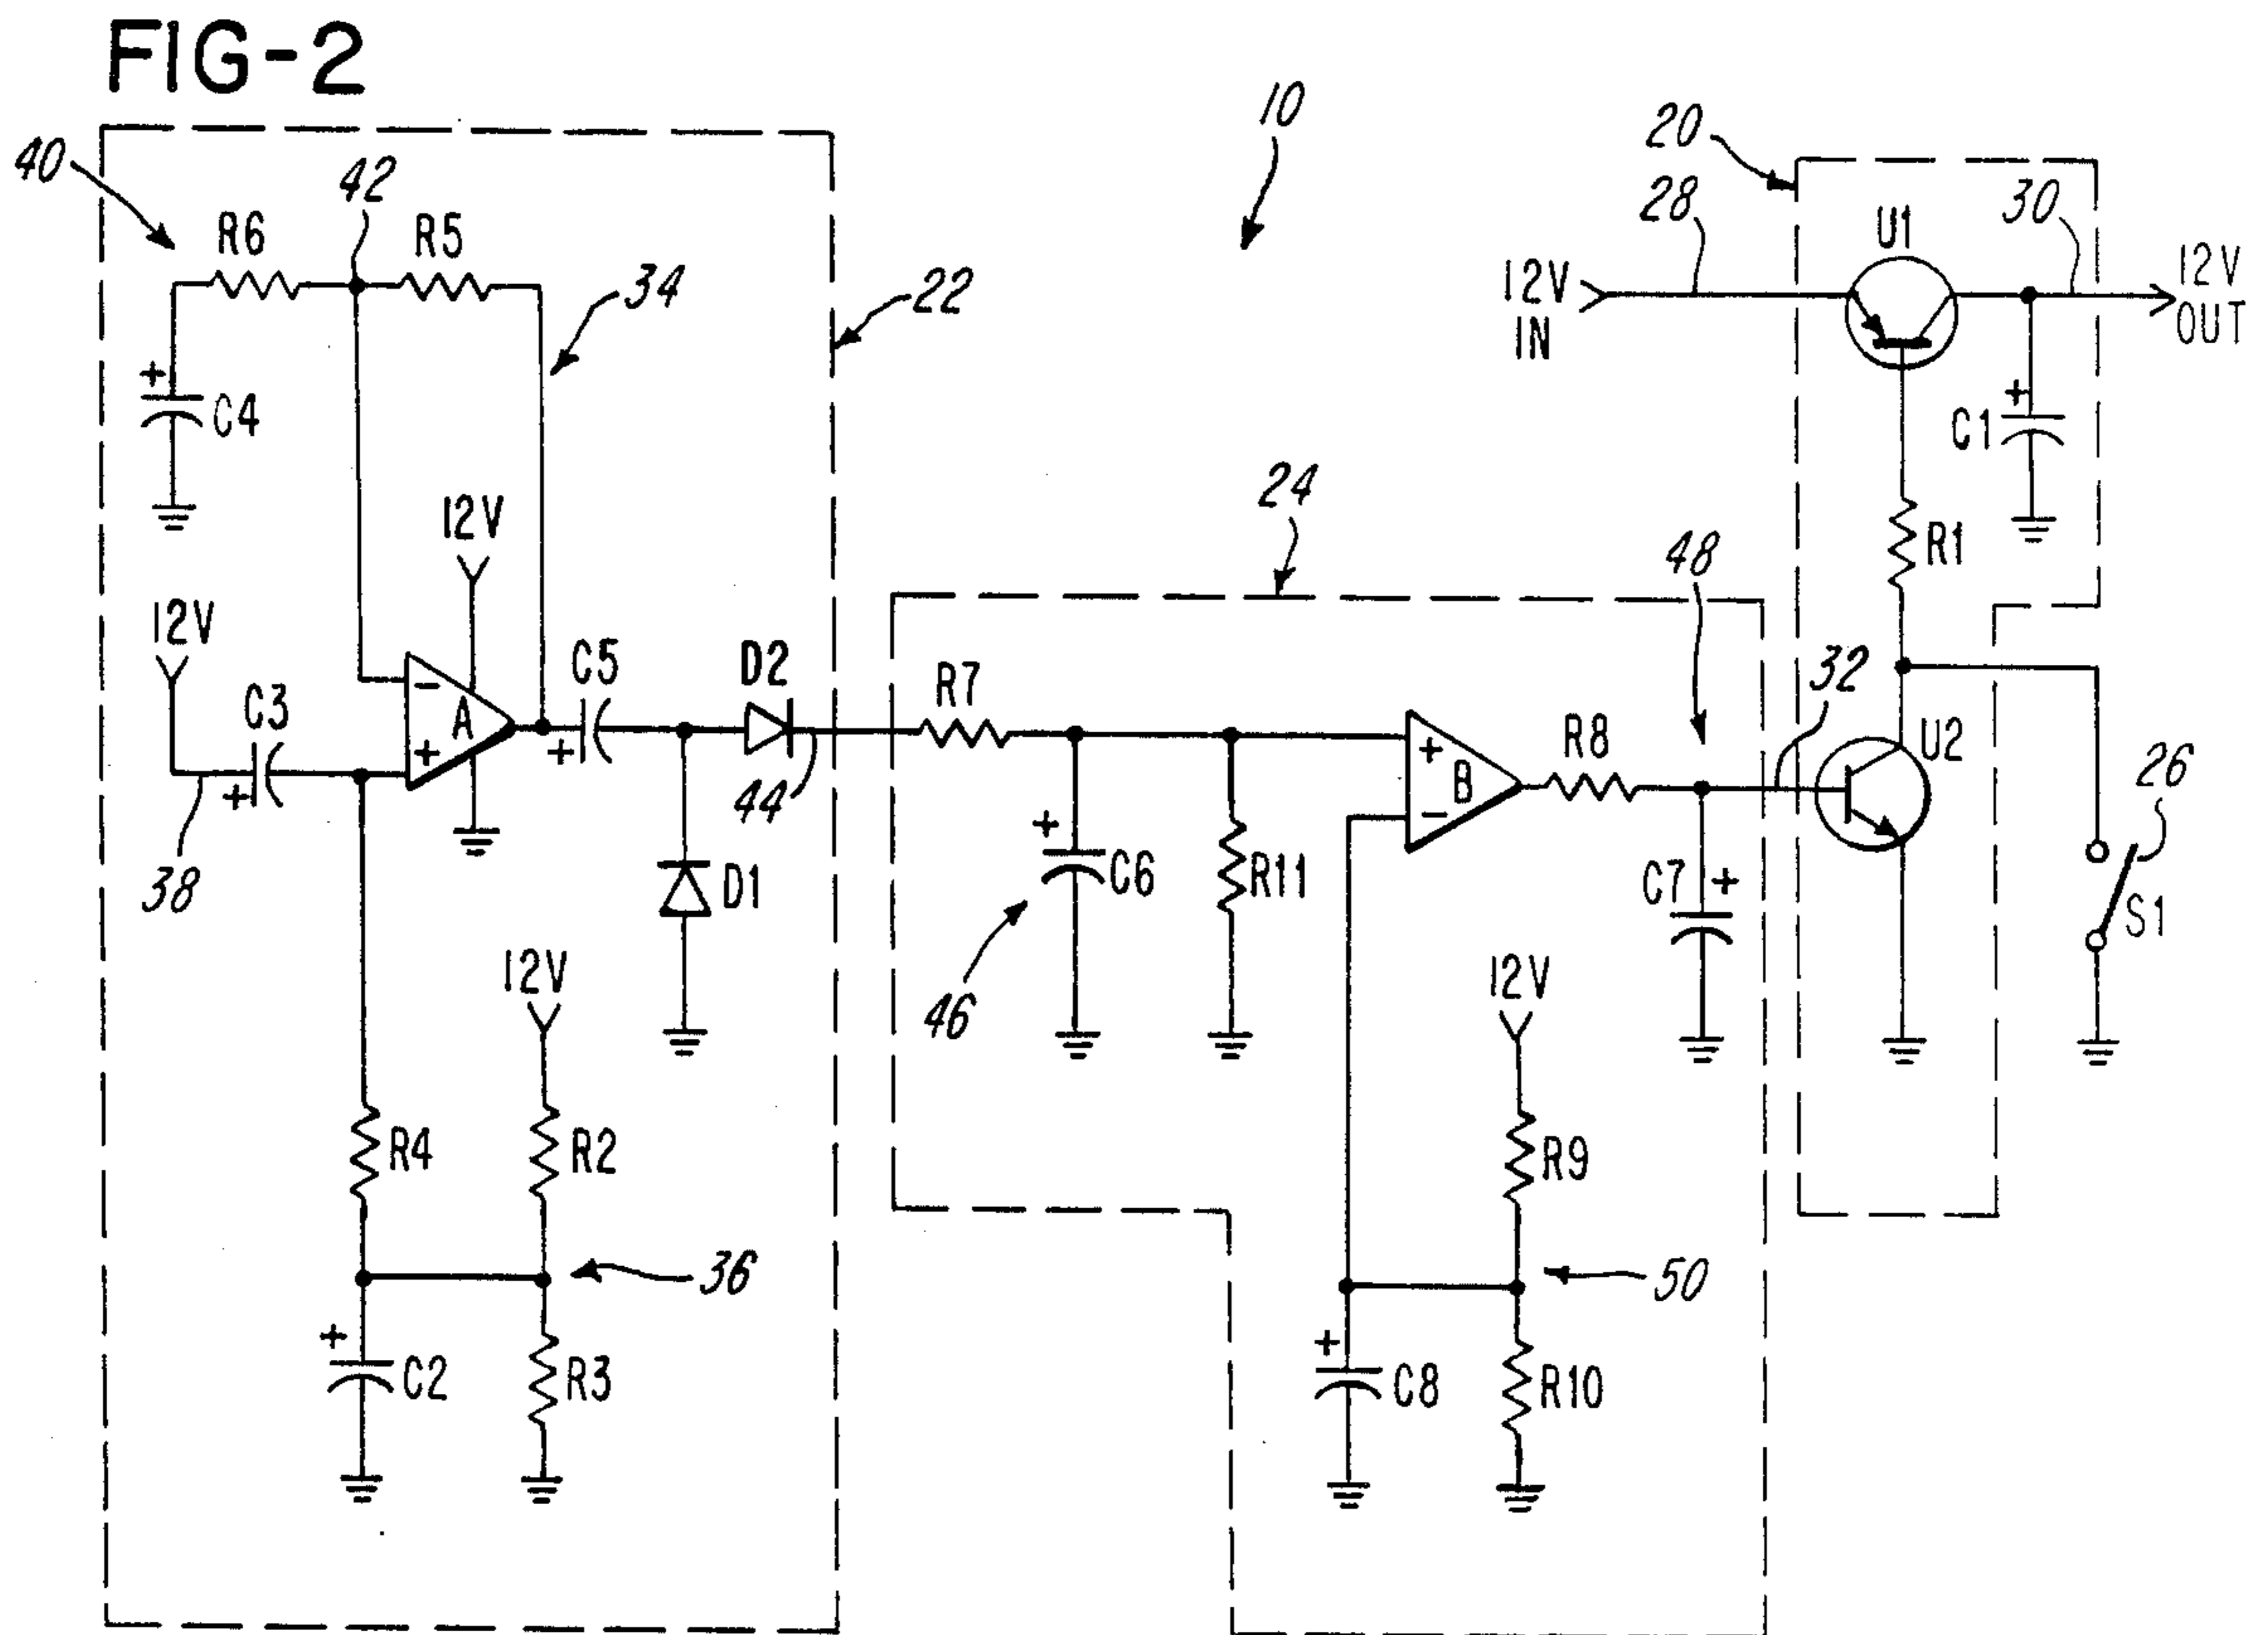 FIG-2
10
20
40
42
28
30
R6
R5
U1
34
22
12V
IN
12V
OUT
C4
C1
12V
24
R1
48
12V
C3
C5
D2
R7
32
-
A
+
R8
U2
26
+
B
-
44
38
D1
C6
R11
C7
S1
12V
46
12V
R4
R2
R9
36
50
C2
R3
C8
R10
+
+
+
+
+
+
+
+